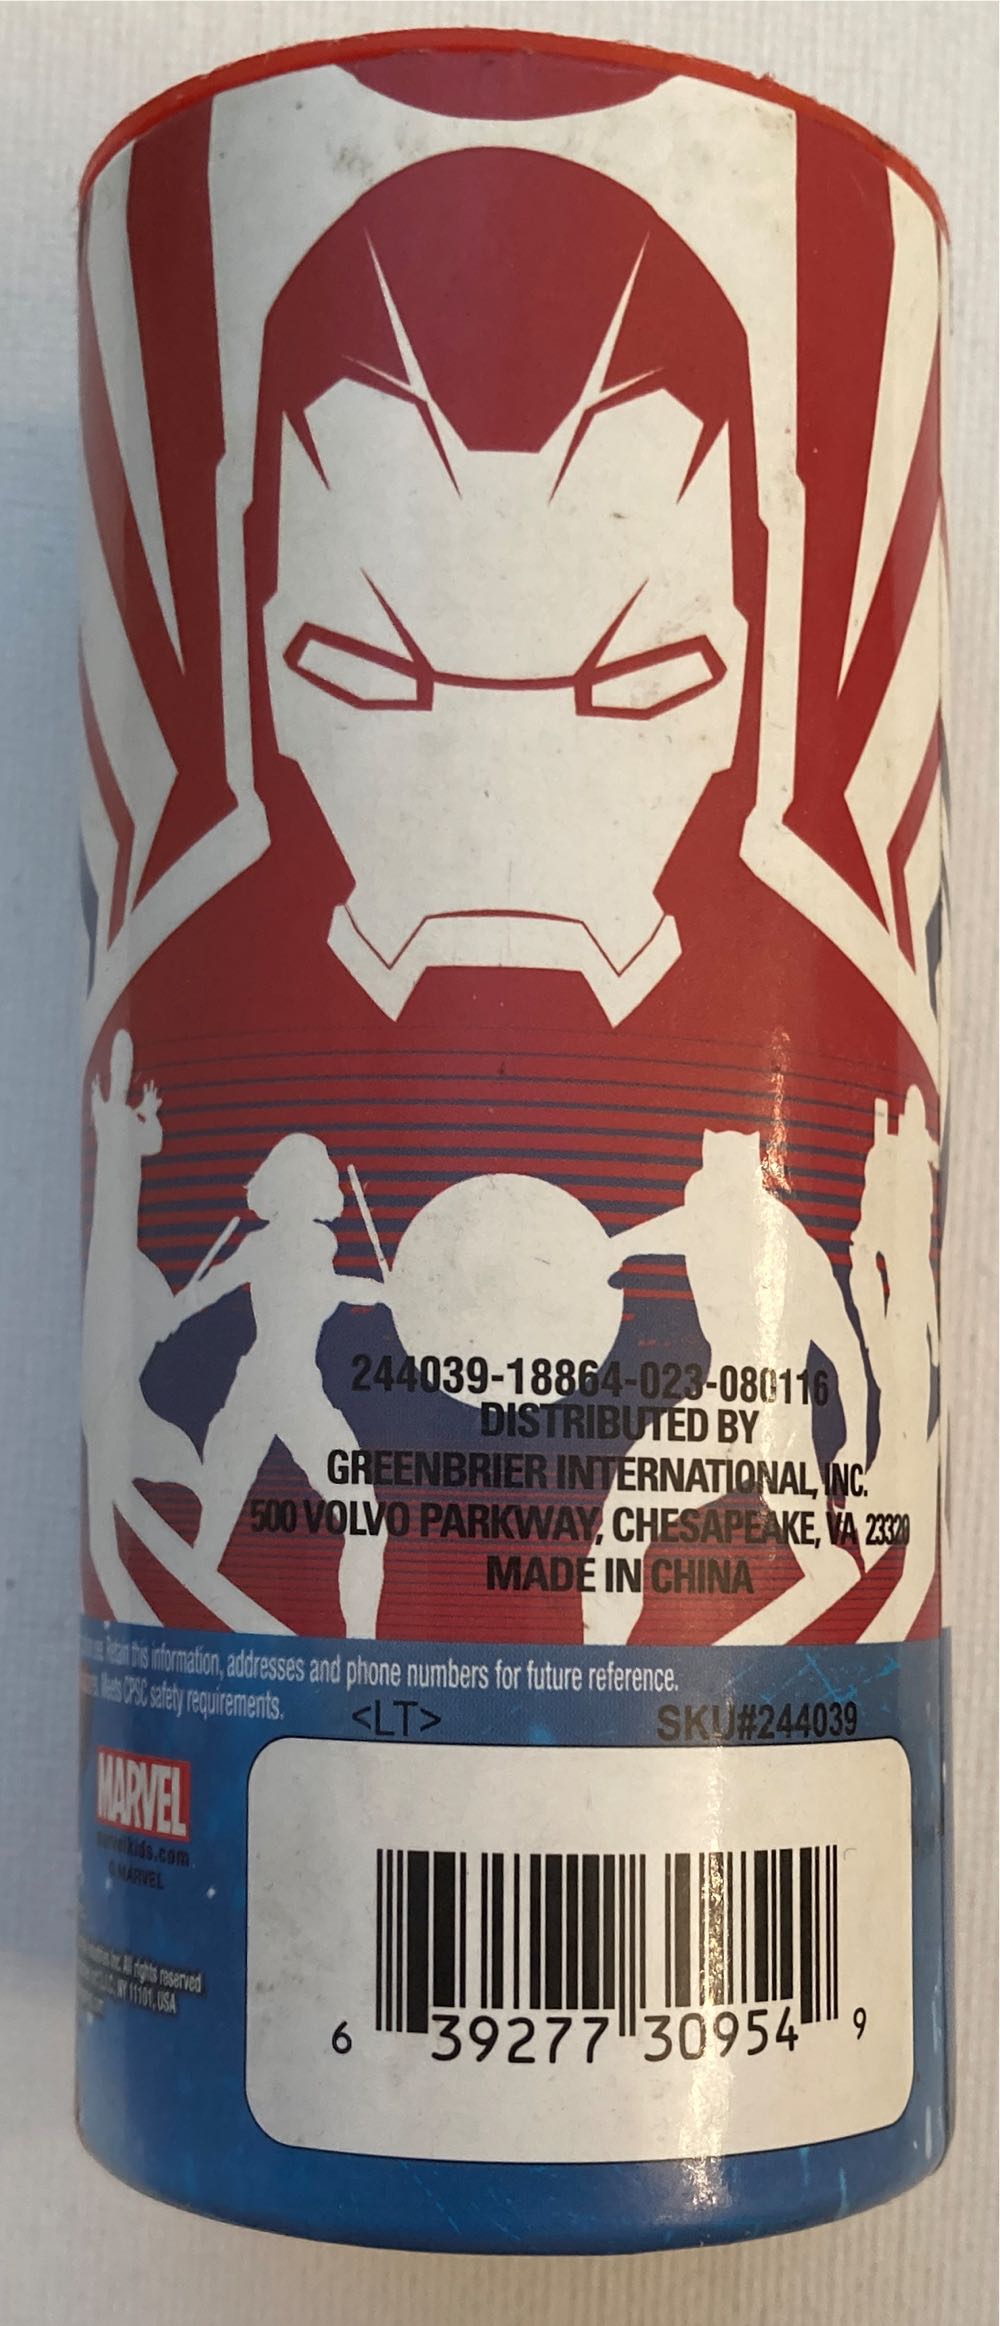 244039-18864-023-080116
DISTRIBUTED BY
GREENBRIER INTERNATIONAL, INC.
500 VOLVO PARKWAY, CHESAPEAKE, VA 23320
MADE IN CHINA
Retain this information, addresses and phone numbers for future reference.
Meets CPSC safety requirements.
<LT> SKU#244039
MARVEL
marvelkids.com
© MARVEL
Inc. All rights reserved
NY 11101, USA
6 39277 30954 9